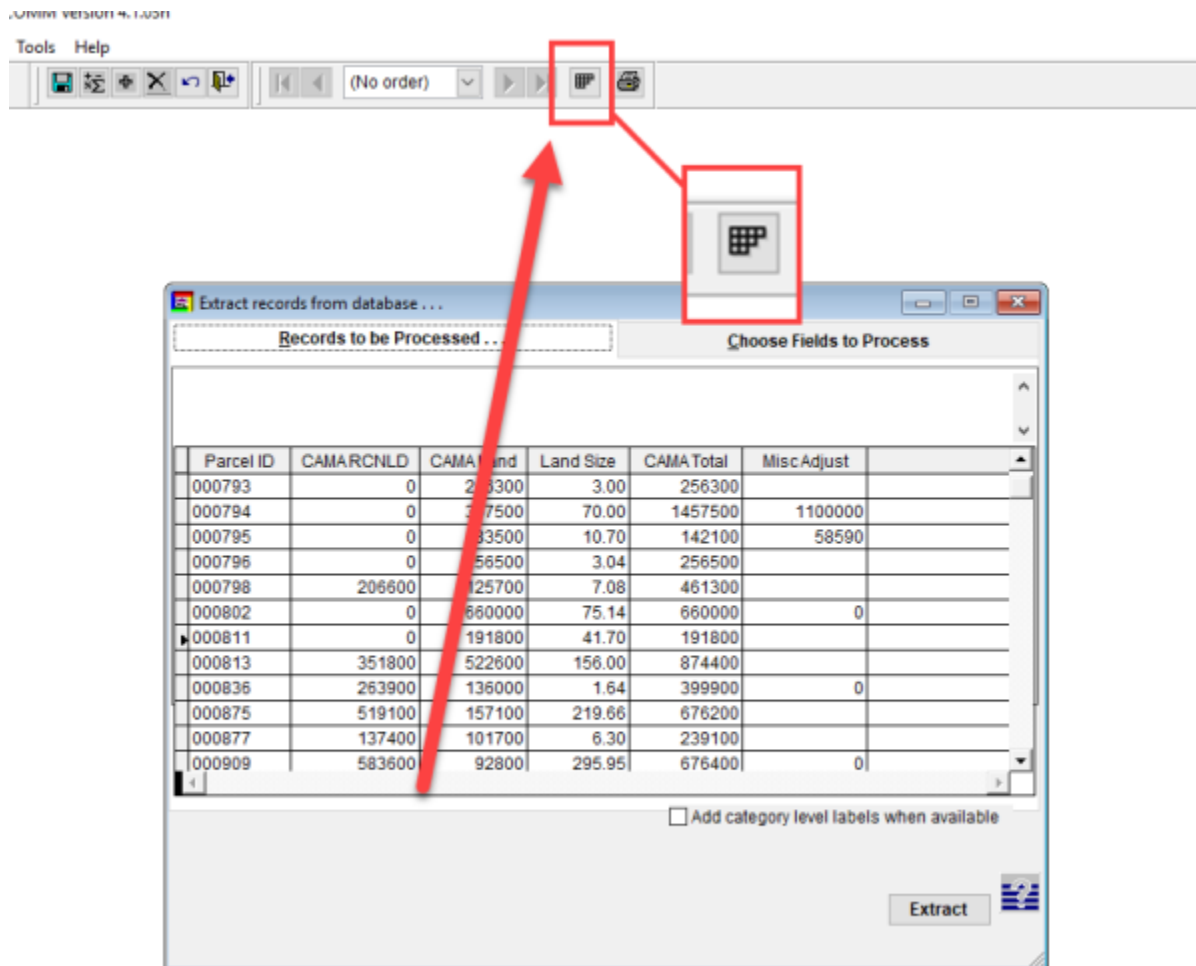 Tools Help
(No order)
Extract records from database . . .
Records to be Processed . . .
Choose Fields to Process
Parcel ID CAMARCNLD CAMA Land Size CAMATotal MiscAdjust
000793 0 3.00 256300
000794 0 70.00 1457500 1100000
000795 0 10.70 142100 58590
000796 0 3.04 256500
000798 206600 125700 7.08 461300
000802 0 660000 75.14 660000 0
000811 0 191800 41.70 191800
000813 351800 522600 156.00 874400
000836 263900 136000 1.64 399900 0
000875 519100 157100 219.66 676200
000877 137400 101700 6.30 239100
000909 583600 92800 295.95 676400 0
Add category level labels when available
Extract